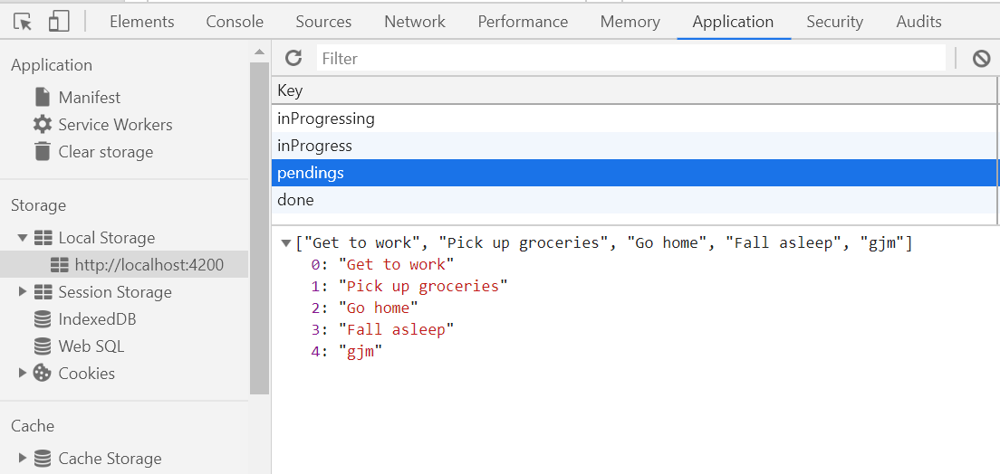 Elements Console Sources Network Performance Memory Application Security Audits
Application
Manifest
Service Workers
Clear storage
Storage
Local Storage
http://localhost:4200
Session Storage
IndexedDB
Web SQL
Cookies
Cache
Cache Storage
Filter
Key
inProgressing
inProgress
pendings
done
["Get to work", "Pick up groceries", "Go home", "Fall asleep", "gjm"]
0: "Get to work"
1: "Pick up groceries"
2: "Go home"
3: "Fall asleep"
4: "gjm"